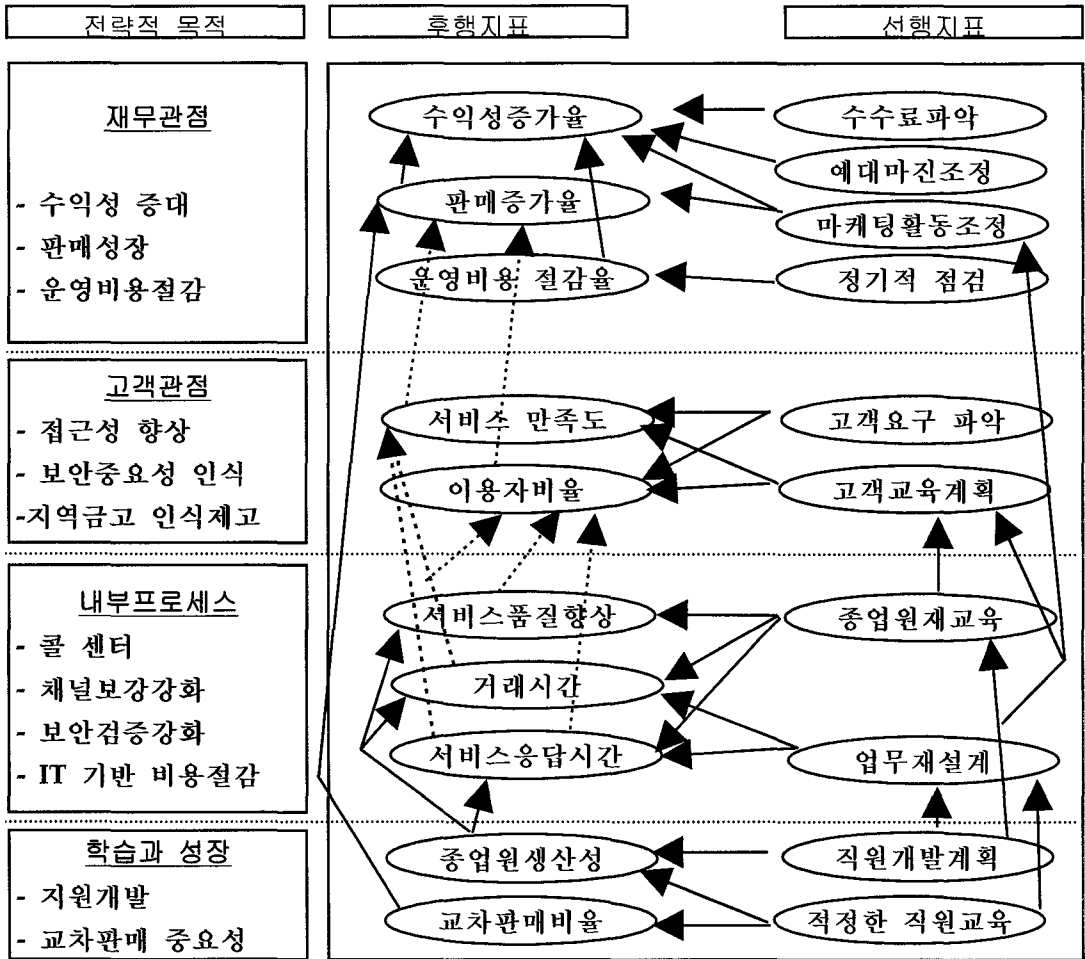 전략적 목적
후행지표
선행지표
재무관점
- 수익성 증대
- 판매성장
- 운영비용절감
수익성증가율
수수료파악
예대마진조정
판매증가율
마케팅활동조정
운영비용 절감율
정기적 점검
고객관점
- 접근성 향상
- 보안중요성 인식
-지역금고 인식제고
서비스 만족도
고객요구 파악
이용자비율
고객교육계획
내부프로세스
- 콜 센터
- 채널보강강화
- 보안검증강화
- IT 기반 비용절감
서비스품질향상
종업원재교육
거래시간
서비스응답시간
업무재설계
학습과 성장
- 지원개발
- 교차판매 중요성
종업원생산성
직원개발계획
교차판매비율
적정한 직원교육